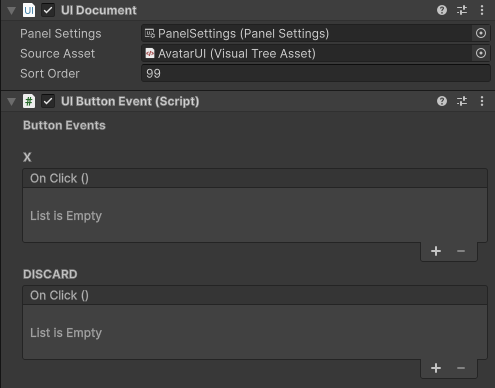 UI Document
Panel Settings PanelSettings (Panel Settings)
Source Asset AvatarUI (Visual Tree Asset)
Sort Order 99
# UI Button Event (Script)
Button Events
X
On Click ()
List is Empty
+ −
DISCARD
On Click ()
List is Empty
+ −